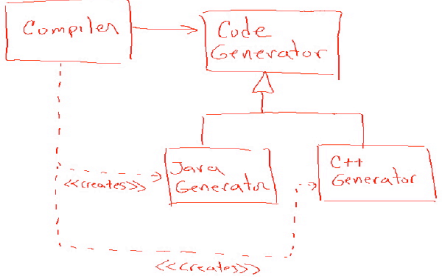 Compiler
Code
Generator
Java
Generator
C++
Generator
<<creates>>
<<creates>>